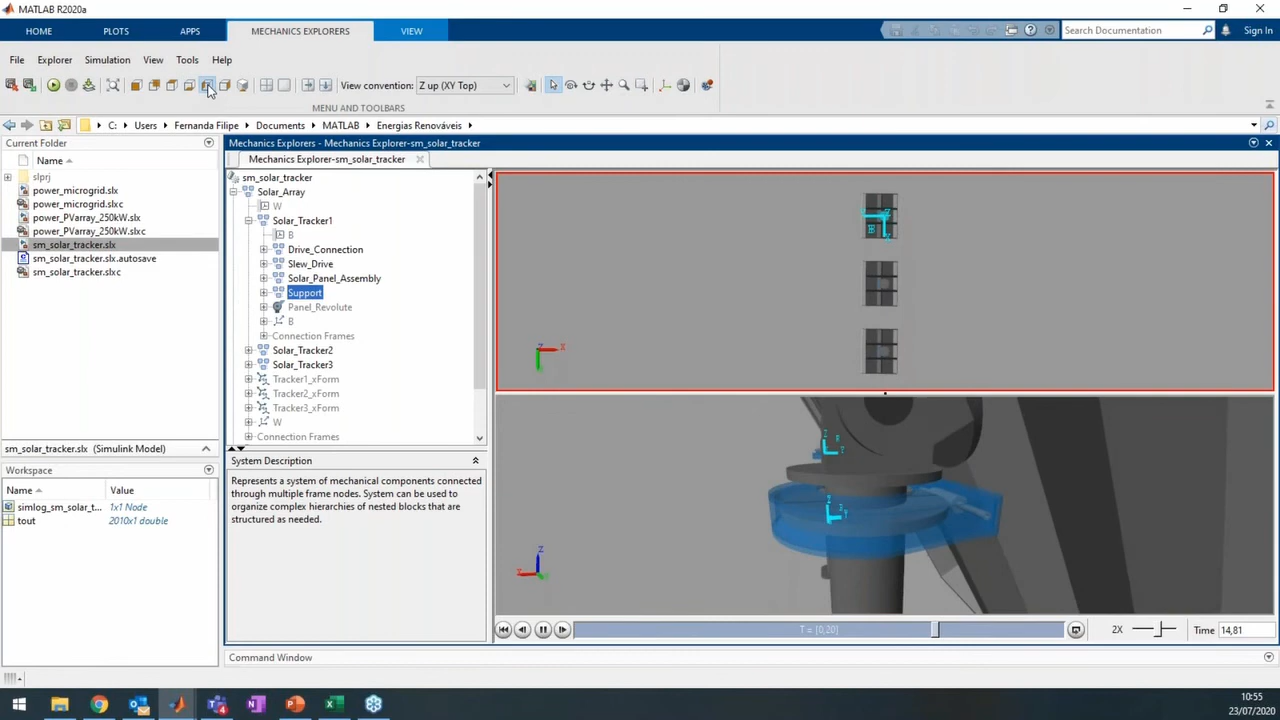 MATLAB R2020a
HOME PLOTS APPS MECHANICS EXPLORERS VIEW Search Documentation Sign In
File Explorer Simulation View Tools Help
View convention: Z up (XY Top)
MENU AND TOOLBARS
C: Users Fernanda Filipe Documents MATLAB Energias Renováveis
Current Folder
Name
slprj
power_microgrid.slx
power_microgrid.slxc
power_PVarray_250kW.slx
power_PVarray_250kW.slxc
sm_solar_tracker.slx
sm_solar_tracker.slx.autosave
sm_solar_tracker.slxc
sm_solar_tracker.slx (Simulink Model)
Workspace
Name Value
simlog_sm_solar_t... 1x1 Node
tout 2010x1 double
Mechanics Explorers - Mechanics Explorer-sm_solar_tracker
Mechanics Explorer-sm_solar_tracker
sm_solar_tracker
Solar_Array
W
Solar_Tracker1
B
Drive_Connection
Slew_Drive
Solar_Panel_Assembly
Support
Panel_Revolute
B
Connection Frames
Solar_Tracker2
Solar_Tracker3
Tracker1_xForm
Tracker2_xForm
Tracker3_xForm
W
Connection Frames
System Description
Represents a system of mechanical components connected
through multiple frame nodes. System can be used to
organize complex hierarchies of nested blocks that are
structured as needed.
T = [0,20] 2X Time 14,81
Command Window
10:55
23/07/2020